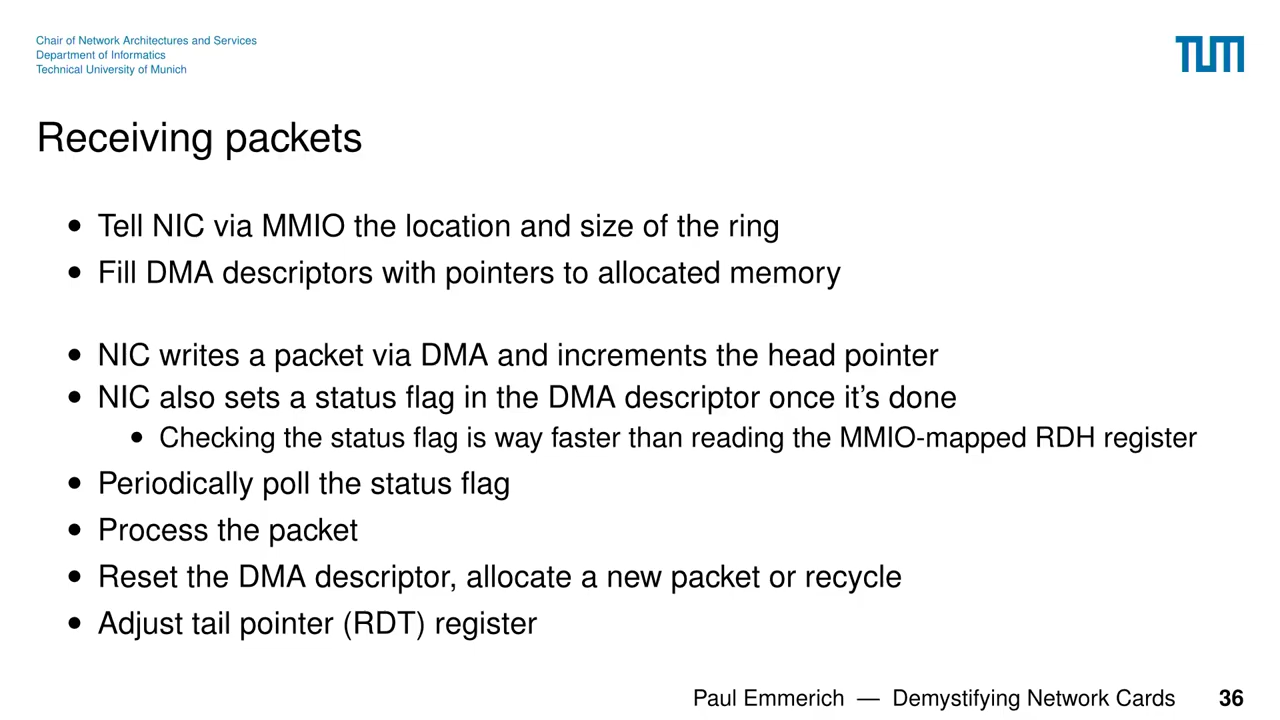 Chair of Network Architectures and Services
Department of Informatics
Technical University of Munich
TUM
Receiving packets
• Tell NIC via MMIO the location and size of the ring
• Fill DMA descriptors with pointers to allocated memory
• NIC writes a packet via DMA and increments the head pointer
• NIC also sets a status flag in the DMA descriptor once it's done
• Checking the status flag is way faster than reading the MMIO-mapped RDH register
• Periodically poll the status flag
• Process the packet
• Reset the DMA descriptor, allocate a new packet or recycle
• Adjust tail pointer (RDT) register
Paul Emmerich — Demystifying Network Cards 36